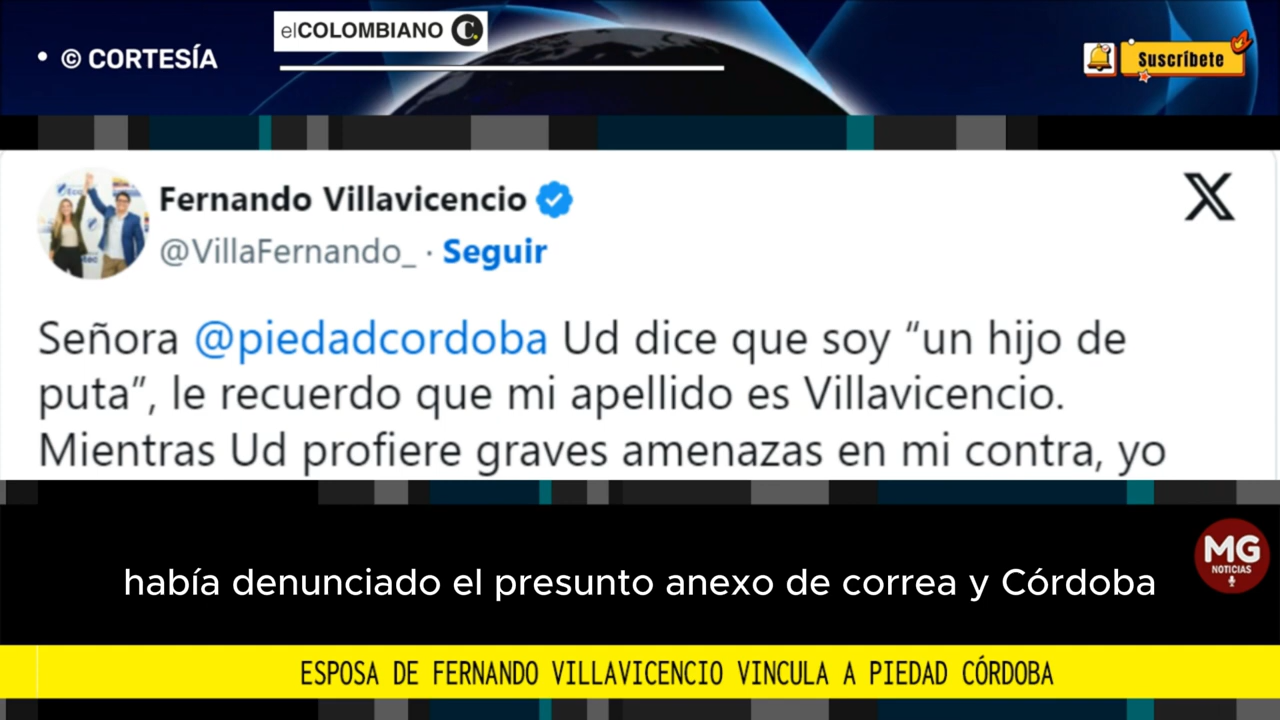 elCOLOMBIANO C.
• © CORTESÍA
Suscríbete
Fernando Villavicencio
X
@VillaFernando_ · Seguir
Señora @piedadcordoba Ud dice que soy “un hijo de
puta”, le recuerdo que mi apellido es Villavicencio.
Mientras Ud profiere graves amenazas en mi contra, yo
MG
NOTICIAS
había denunciado el presunto anexo de correa y Córdoba
ESPOSA DE FERNANDO VILLAVICENCIO VINCULA A PIEDAD CÓRDOBA